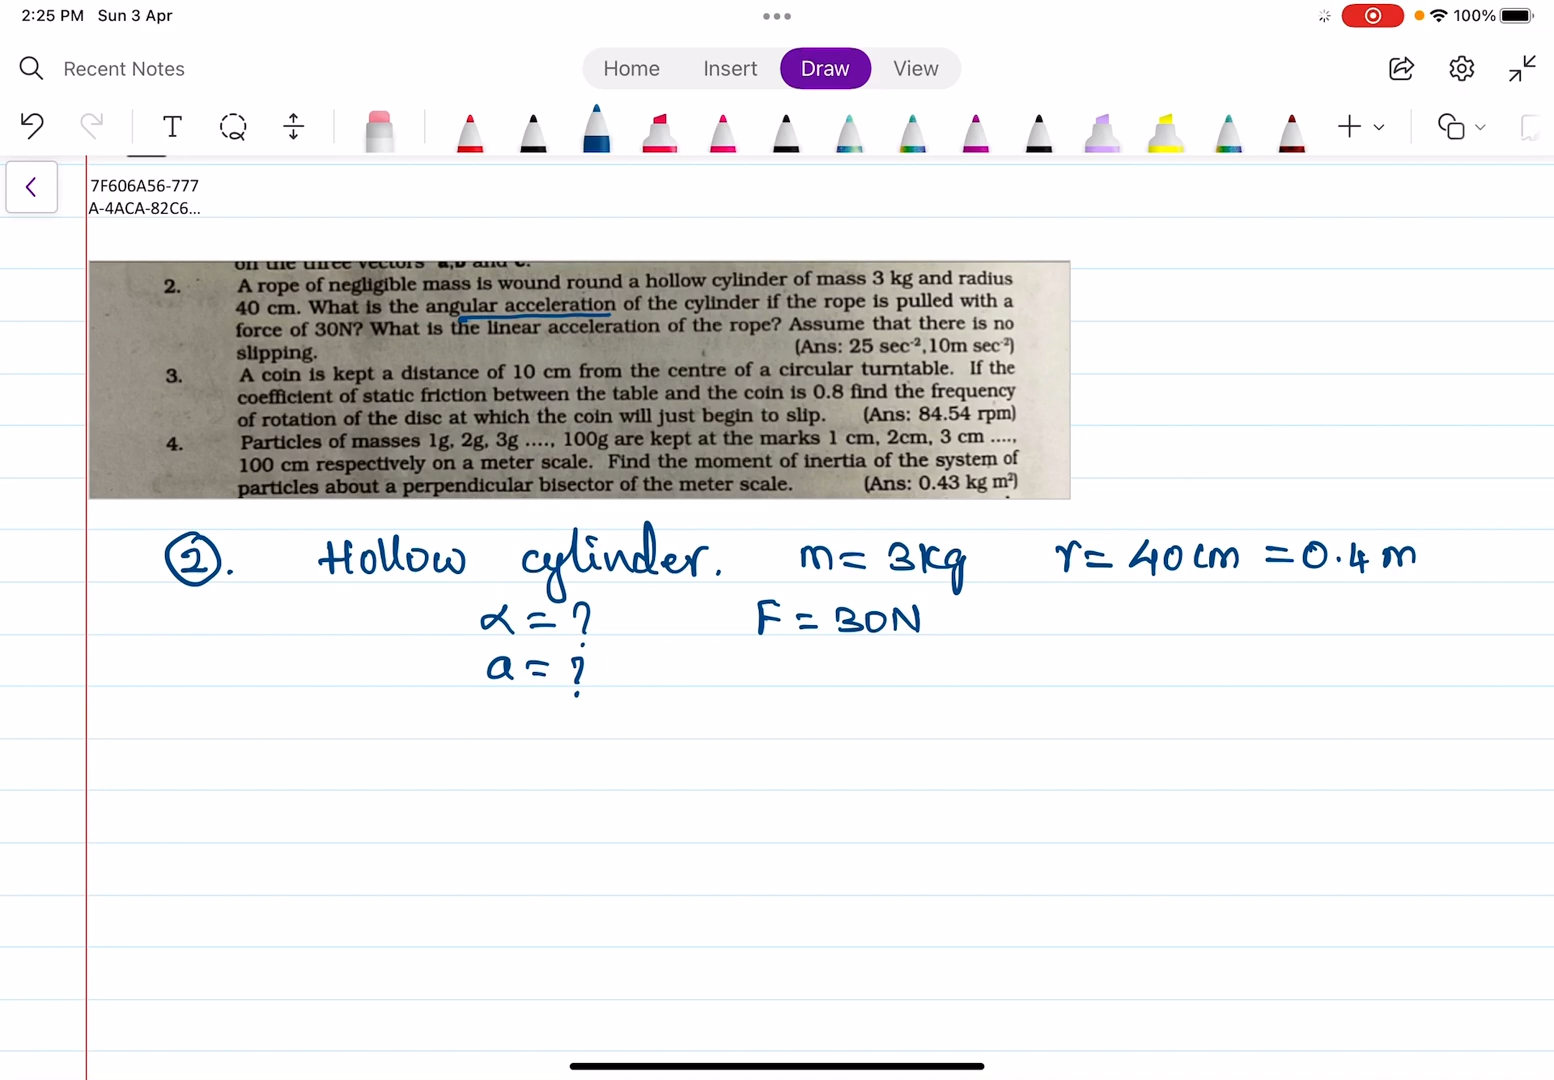 2:25 PM Sun 3 Apr
100%
Recent Notes
Home Insert Draw View
T
7F606A56-777
A-4ACA-82C6...
on the three vectors a,b and c.
2. A rope of negligible mass is wound round a hollow cylinder of mass 3 kg and radius
40 cm. What is the angular acceleration of the cylinder if the rope is pulled with a
force of 30N? What is the linear acceleration of the rope? Assume that there is no
slipping. (Ans: 25 sec⁻²,10m sec⁻²)
3. A coin is kept a distance of 10 cm from the centre of a circular turntable. If the
coefficient of static friction between the table and the coin is 0.8 find the frequency
of rotation of the disc at which the coin will just begin to slip. (Ans: 84.54 rpm)
4. Particles of masses 1g, 2g, 3g ...., 100g are kept at the marks 1 cm, 2cm, 3 cm ....,
100 cm respectively on a meter scale. Find the moment of inertia of the system of
particles about a perpendicular bisector of the meter scale. (Ans: 0.43 kg m²)
2. Hollow cylinder. m = 3kg r = 40 cm = 0.4 m
α = ? F = 30N
a = ?